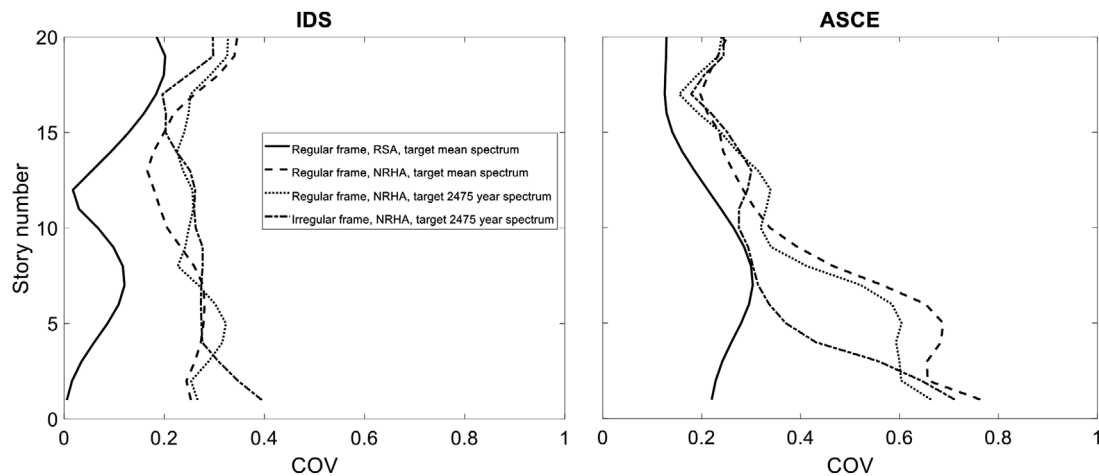 IDS
20
15
10
5
0
Story number
0
0.2
0.4
0.6
0.8
1
COV
Regular frame, RSA, target mean spectrum
Regular frame, NRHA, target mean spectrum
Regular frame, NRHA, target 2475 year spectrum
Irregular frame, NRHA, target 2475 year spectrum
ASCE
0
0.2
0.4
0.6
0.8
1
COV